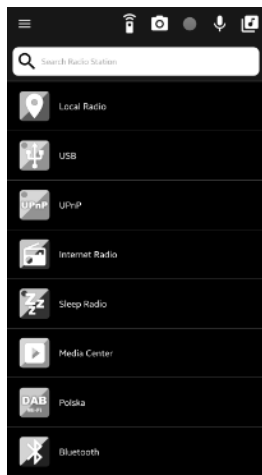 Search Radio Station
Local Radio
USB
UPnP
UPnP
Internet Radio
Z Z Z
Sleep Radio
Media Center
DAB
Polska
Bluetooth